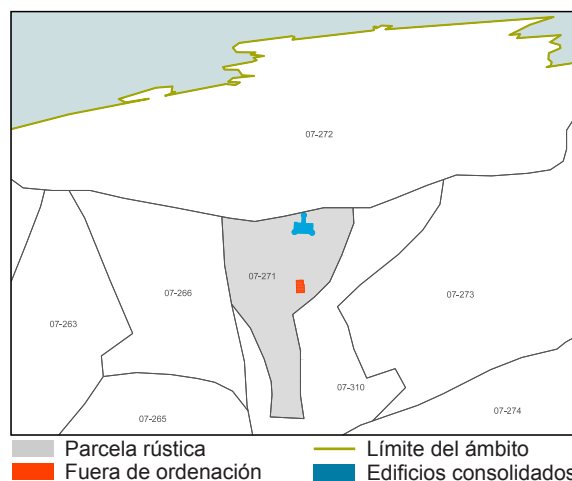 07-272
07-271
07-266
07-273
07-263
07-310
07-265
07-274
Parcela rústica
Límite del ámbito
Fuera de ordenación
Edificios consolidados